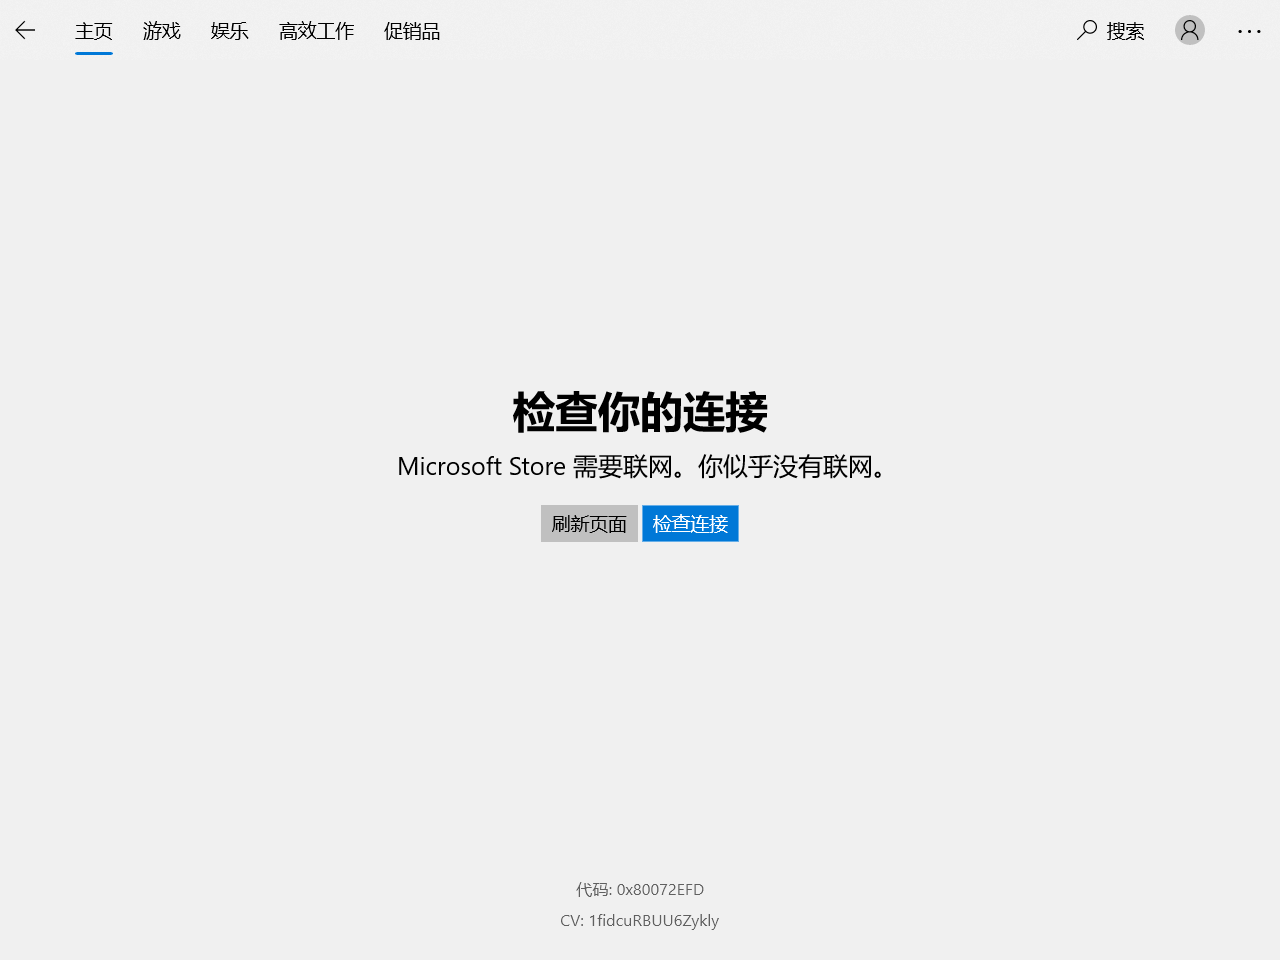 主页 游戏 娱乐 高效工作 促销品 搜索
检查你的连接
Microsoft Store 需要联网。你似乎没有联网。
刷新页面 检查连接
代码: 0x80072EFD
CV: 1fidcuRBUU6Zykly